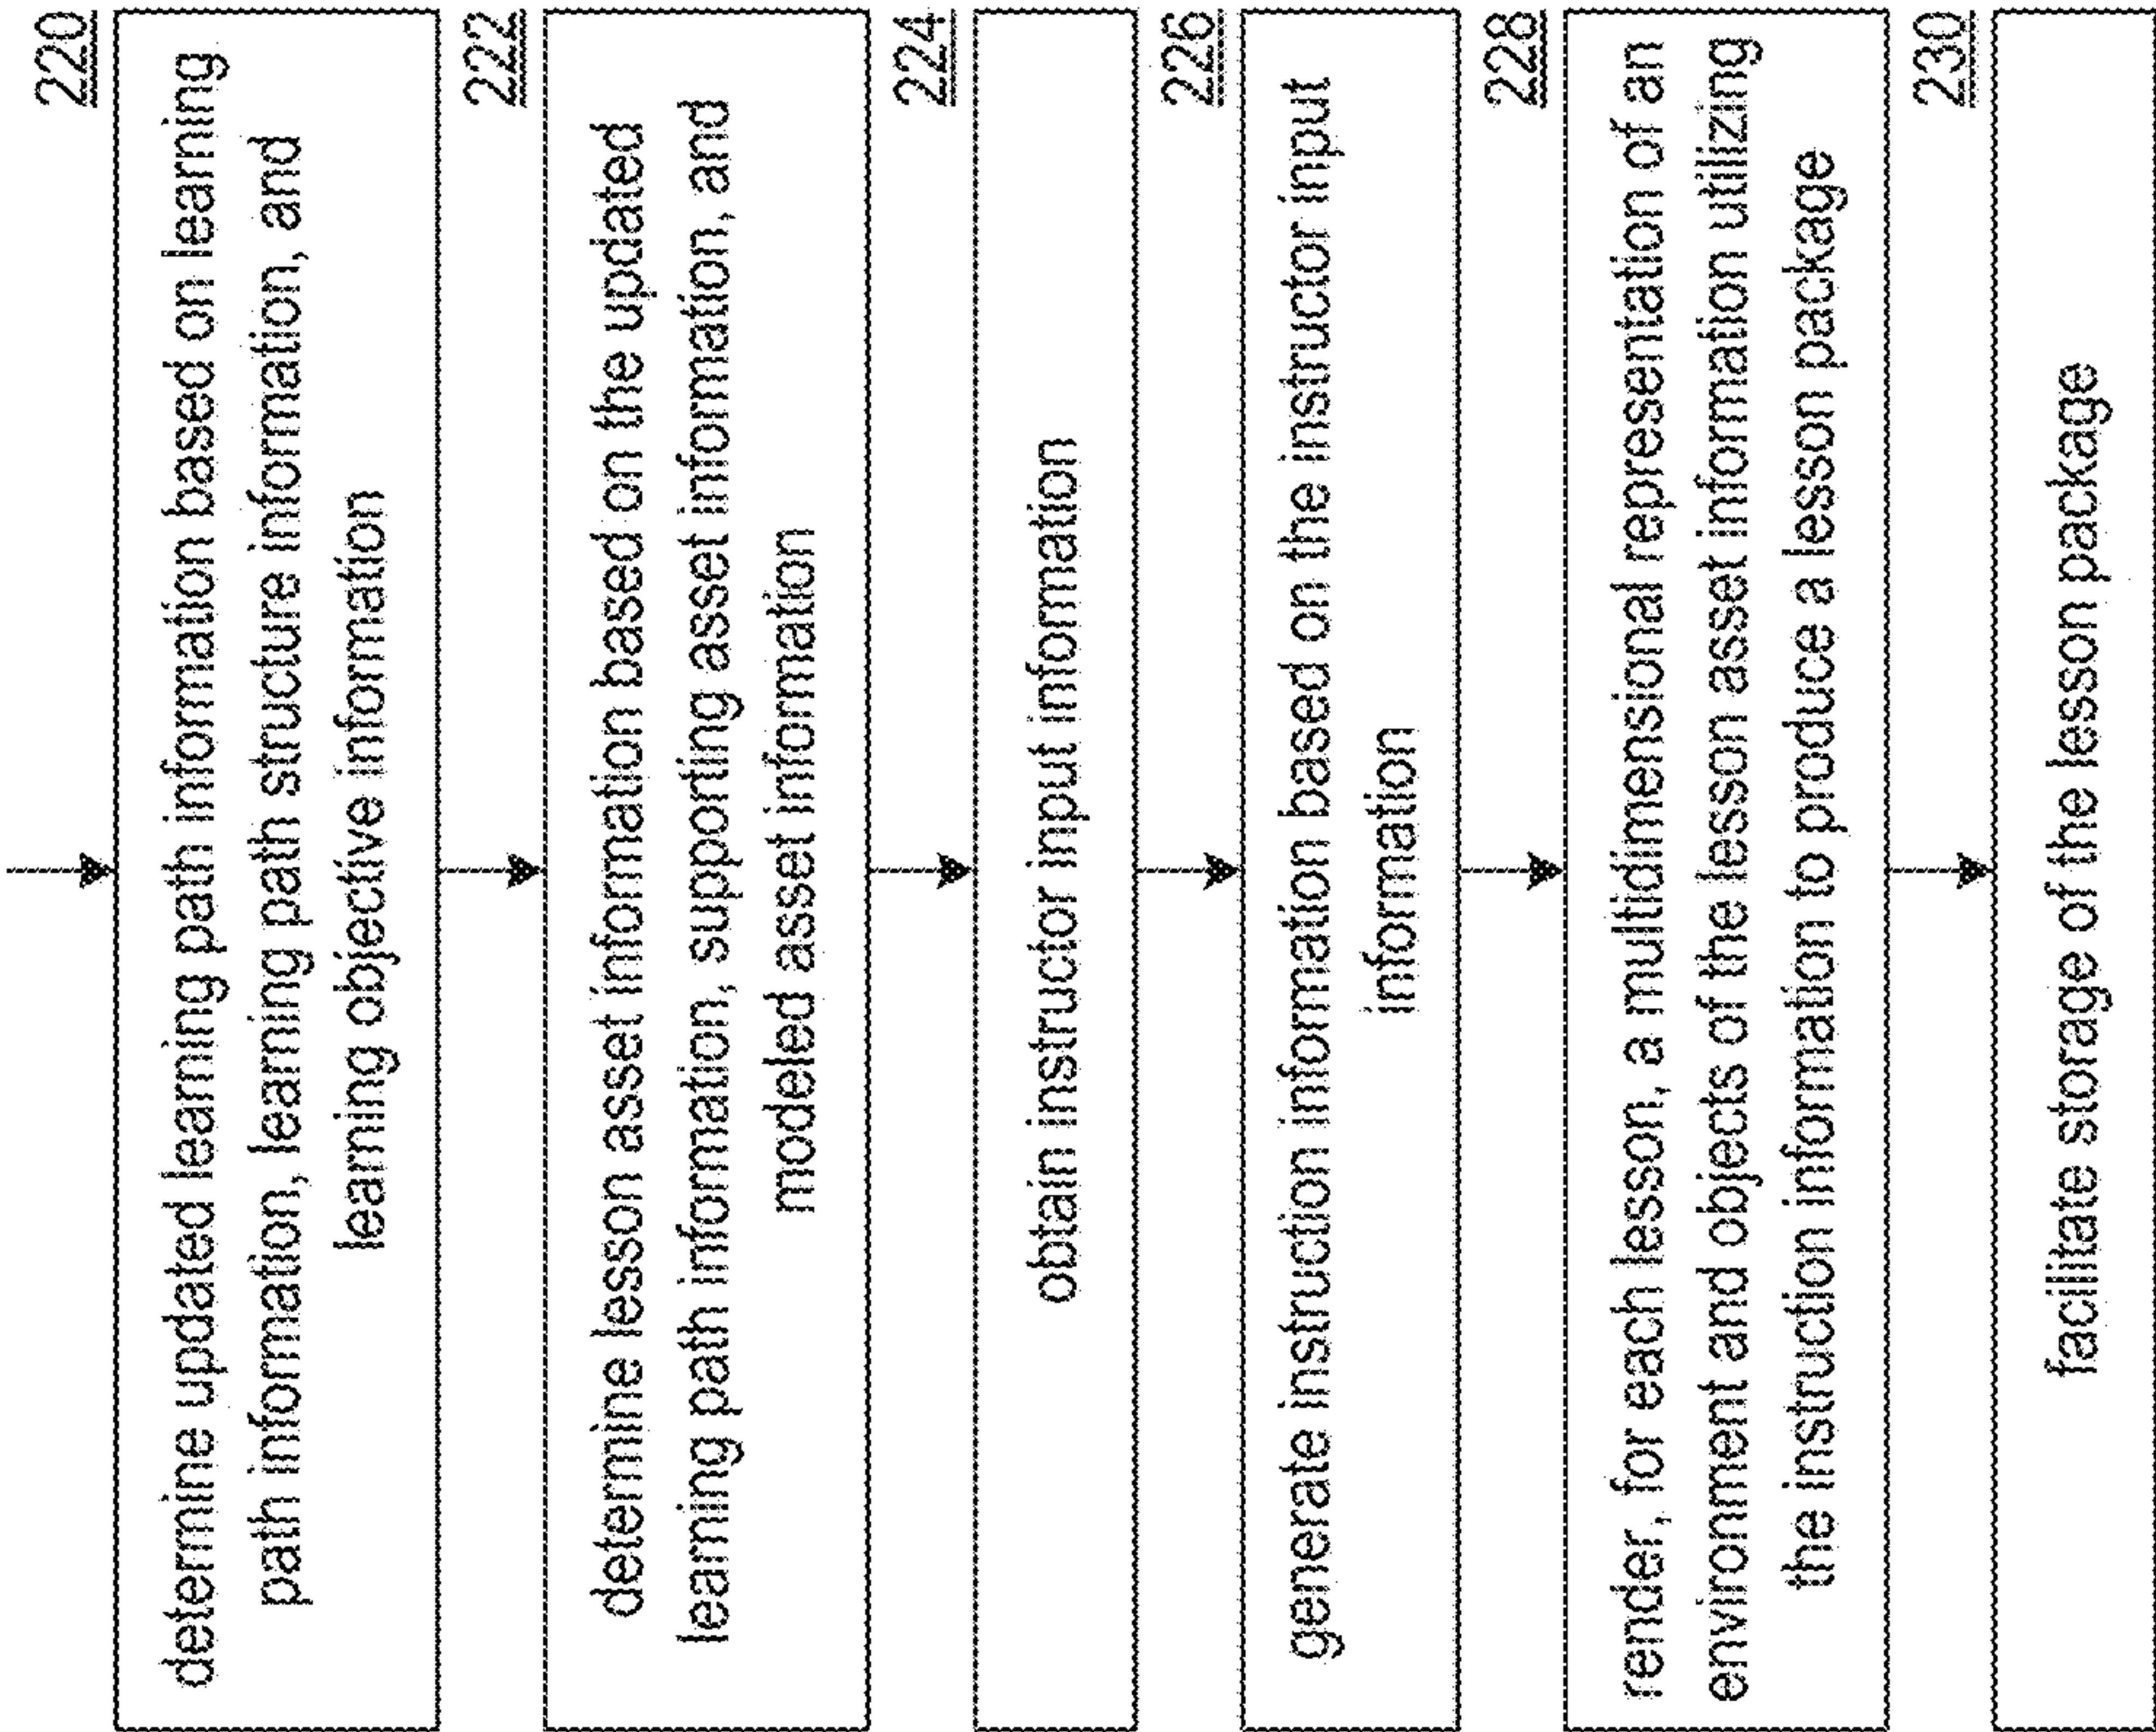 220
determine updated learning path information based on learning
path information, learning path structure information, and
learning objective information
222
determine lesson asset information based on the updated
learning path information, supporting asset information, and
modeled asset information
224
obtain instructor input information
226
generate instruction information based on the instructor input
information
228
render, for each lesson, a multidimensional representation of an
environment and objects of the lesson asset information utilizing
the instruction information to produce a lesson package
230
facilitate storage of the lesson package